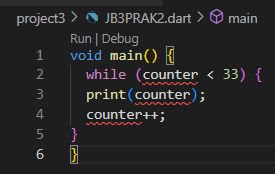 project3 > JB3PRAK2.dart > main
Run | Debug
1 void main() {
2 while (counter < 33) {
3 print(counter);
4 counter++;
5 }
6 }